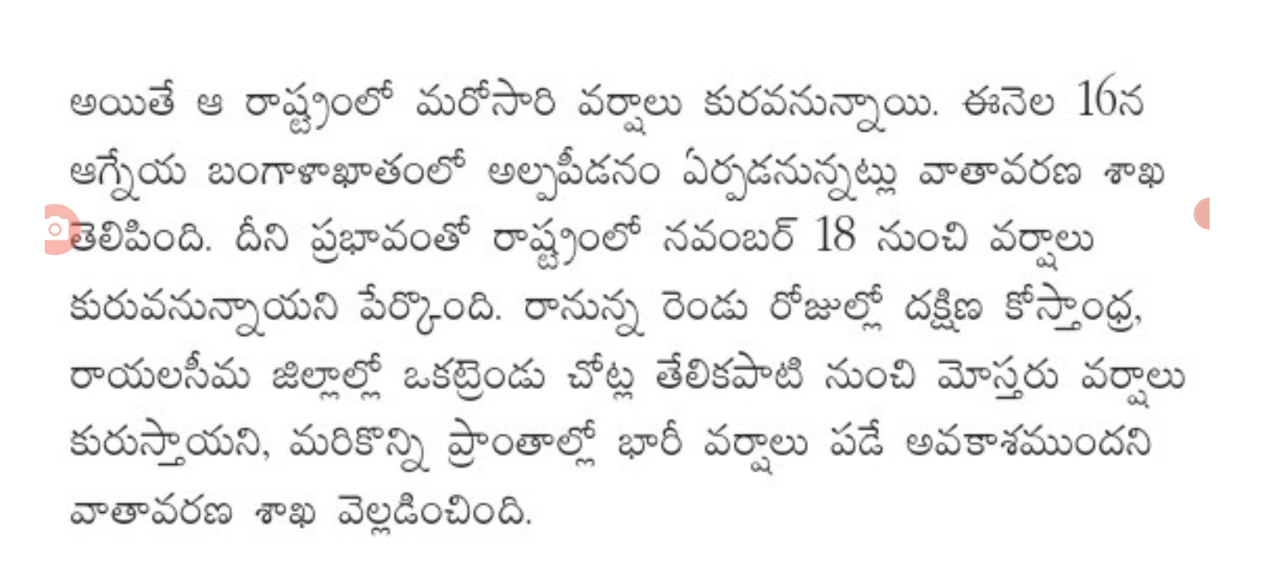 అయితే ఆ రాష్ట్రంలో మరోసారి వర్షాలు కురవనున్నాయి. ఈనెల 16న
ఆగ్నేయ బంగాళాఖాతంలో అల్పపీడనం ఏర్పడనున్నట్లు వాతావరణ శాఖ
తెలిపింది. దీని ప్రభావంతో రాష్ట్రంలో నవంబర్ 18 నుంచి వర్షాలు
కురువనున్నాయని పేర్కొంది. రానున్న రెండు రోజుల్లో దక్షిణ కోస్తాంధ్ర,
రాయలసీమ జిల్లాల్లో ఒకట్రెండు చోట్ల తేలికపాటి నుంచి మోస్తరు వర్షాలు
కురుస్తాయని, మరికొన్ని ప్రాంతాల్లో భారీ వర్షాలు పడే అవకాశముందని
వాతావరణ శాఖ వెల్లడించింది.